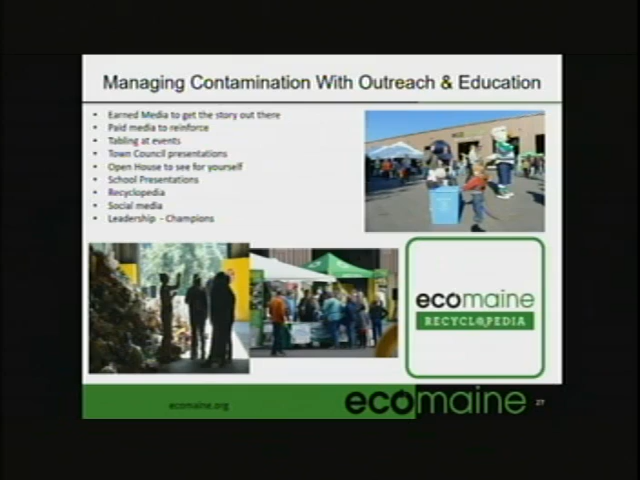 Managing Contamination With Outreach & Education
• Earned Media to get the story out there
• Paid media to reinforce
• Tabling at events
• Town Council presentations
• Open House to see for yourself
• School Presentations
• Recyclopedia
• Social media
• Leadership - Champions
ecomaine
RECYCLOPEDIA
ecomaine.org
ecomaine
27